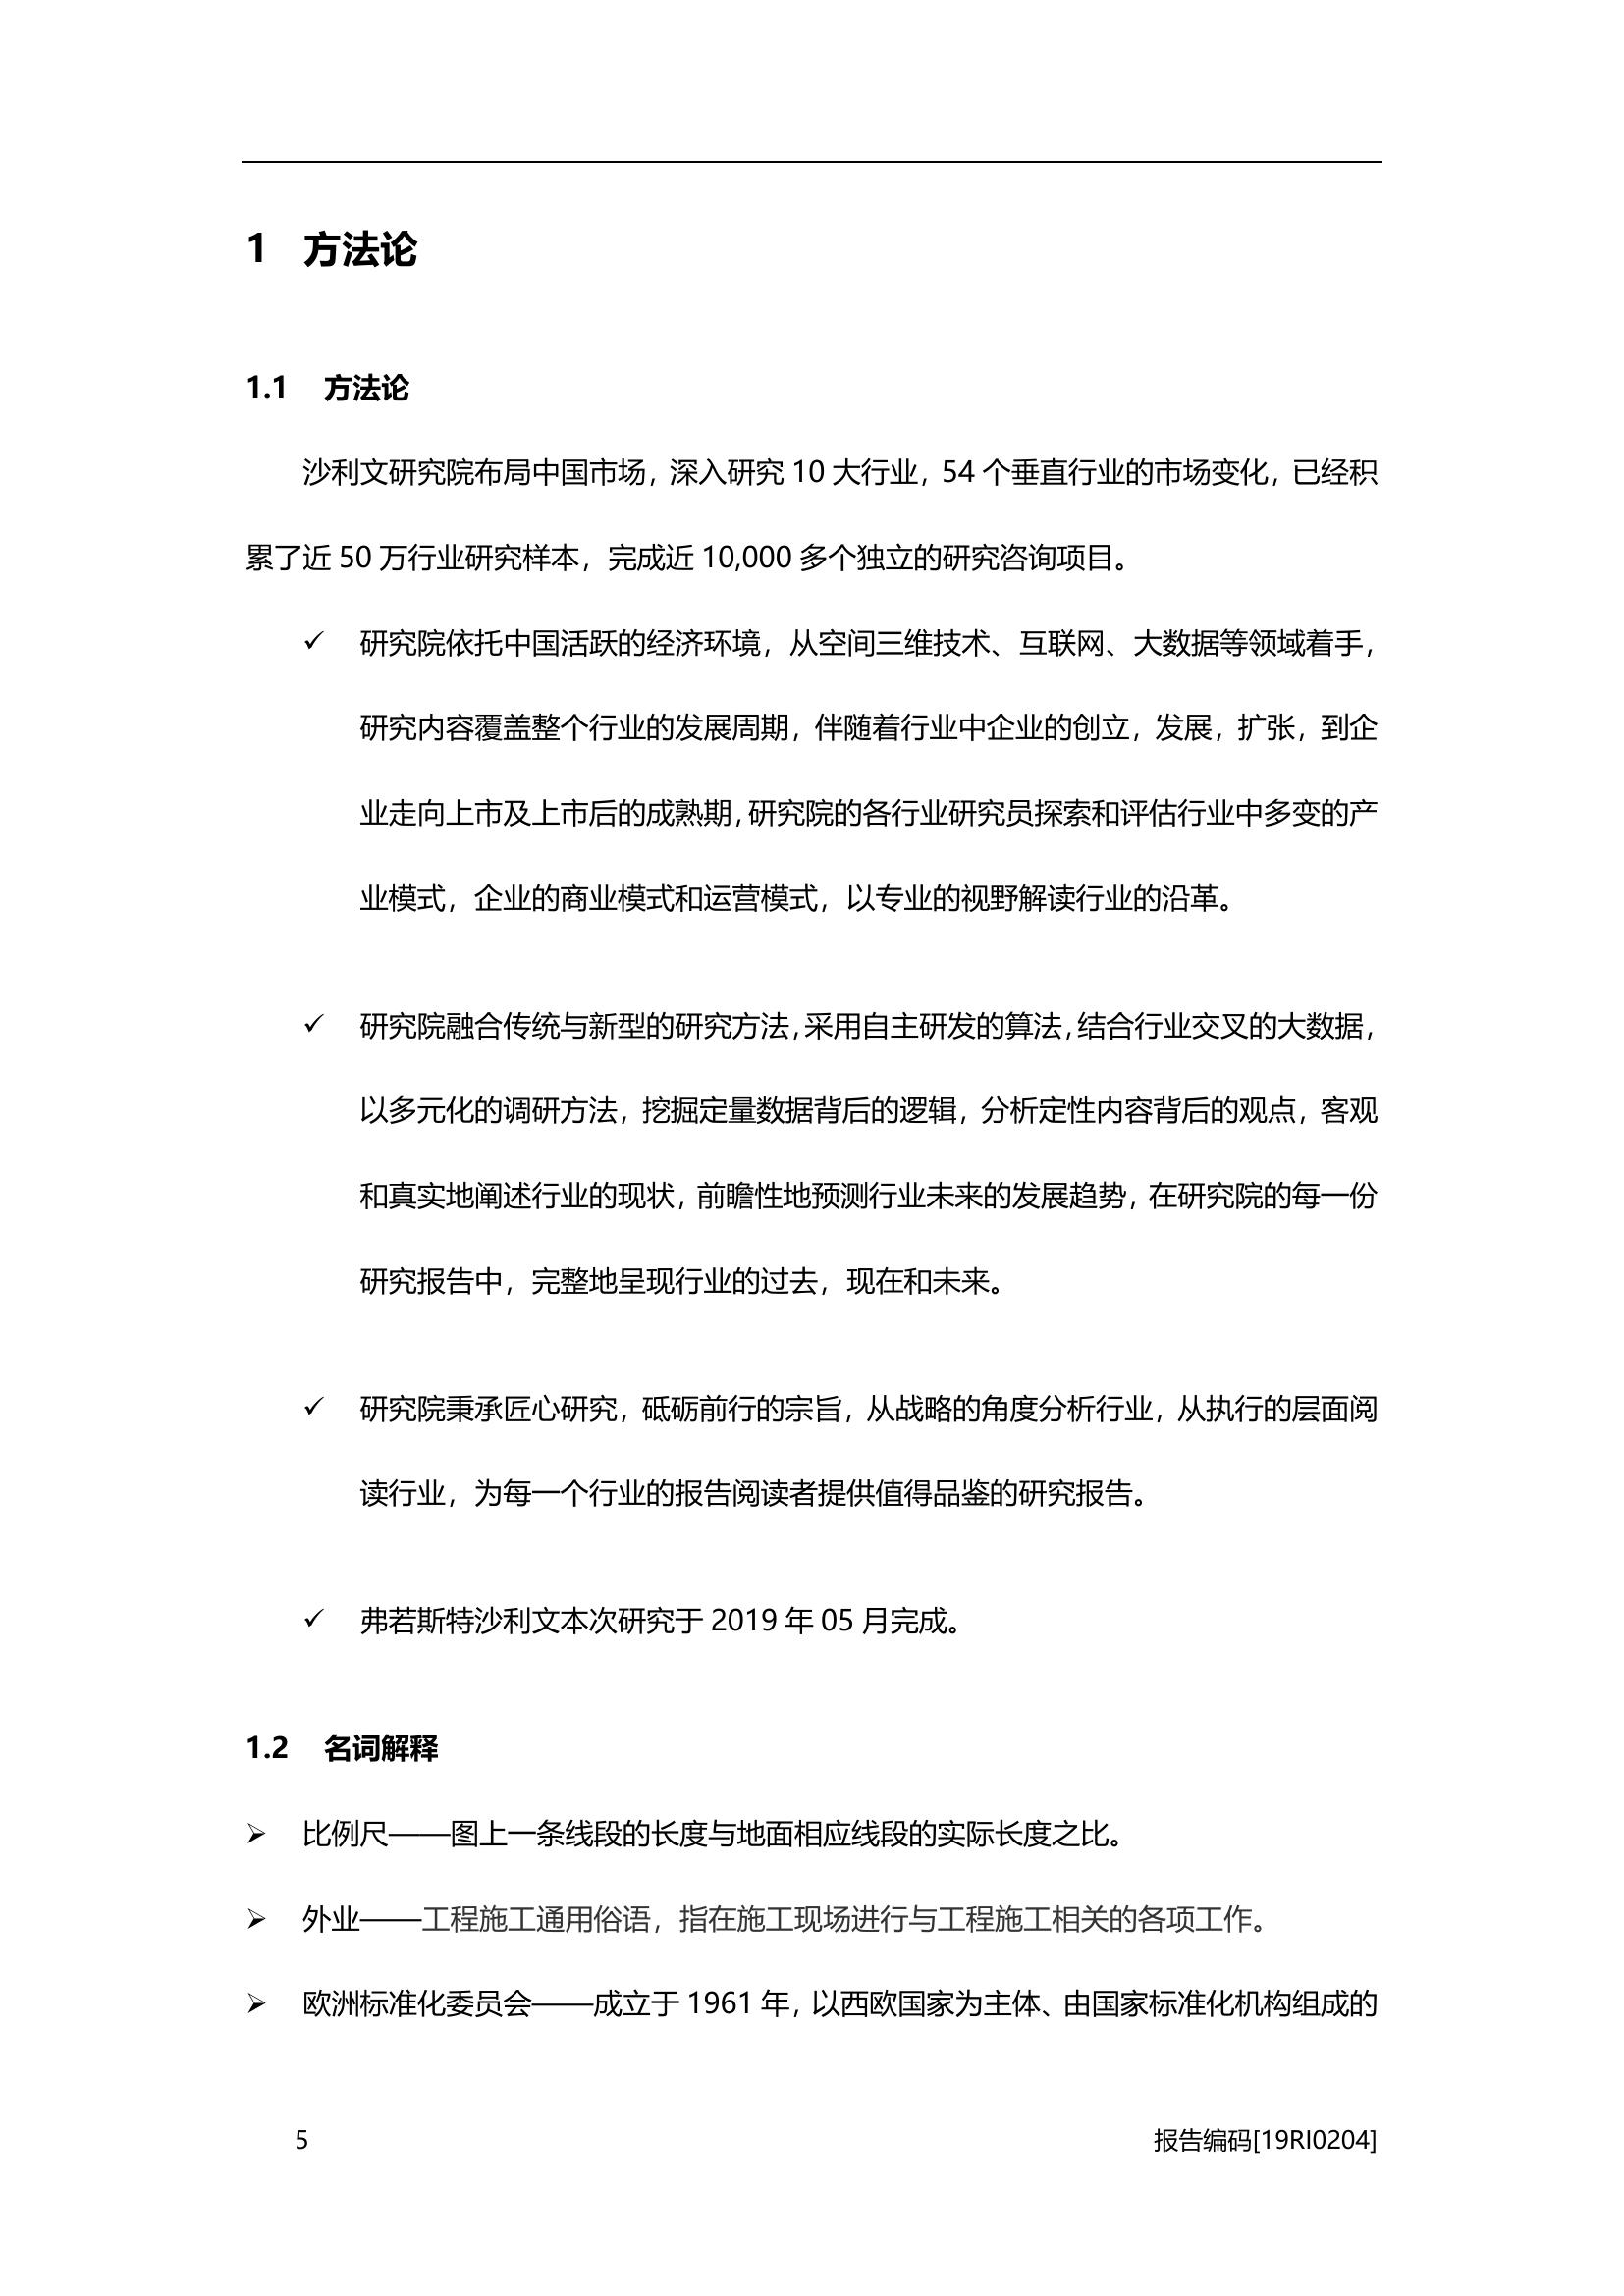 1 方法论
1.1 方法论
沙利文研究院布局中国市场，深入研究 10 大行业，54 个垂直行业的市场变化，已经积
累了近 50 万行业研究样本，完成近 10,000 多个独立的研究咨询项目。
✓ 研究院依托中国活跃的经济环境，从空间三维技术、互联网、大数据等领域着手，
研究内容覆盖整个行业的发展周期，伴随着行业中企业的创立，发展，扩张，到企
业走向上市及上市后的成熟期，研究院的各行业研究员探索和评估行业中多变的产
业模式，企业的商业模式和运营模式，以专业的视野解读行业的沿革。
✓ 研究院融合传统与新型的研究方法，采用自主研发的算法，结合行业交叉的大数据，
以多元化的调研方法，挖掘定量数据背后的逻辑，分析定性内容背后的观点，客观
和真实地阐述行业的现状，前瞻性地预测行业未来的发展趋势，在研究院的每一份
研究报告中，完整地呈现行业的过去，现在和未来。
✓ 研究院秉承匠心研究，砥砺前行的宗旨，从战略的角度分析行业，从执行的层面阅
读行业，为每一个行业的报告阅读者提供值得品鉴的研究报告。
✓ 弗若斯特沙利文本次研究于 2019 年 05 月完成。
1.2 名词解释
➢ 比例尺——图上一条线段的长度与地面相应线段的实际长度之比。
➢ 外业——工程施工通用俗语，指在施工现场进行与工程施工相关的各项工作。
➢ 欧洲标准化委员会——成立于 1961 年，以西欧国家为主体、由国家标准化机构组成的
5 报告编码[19RI0204]